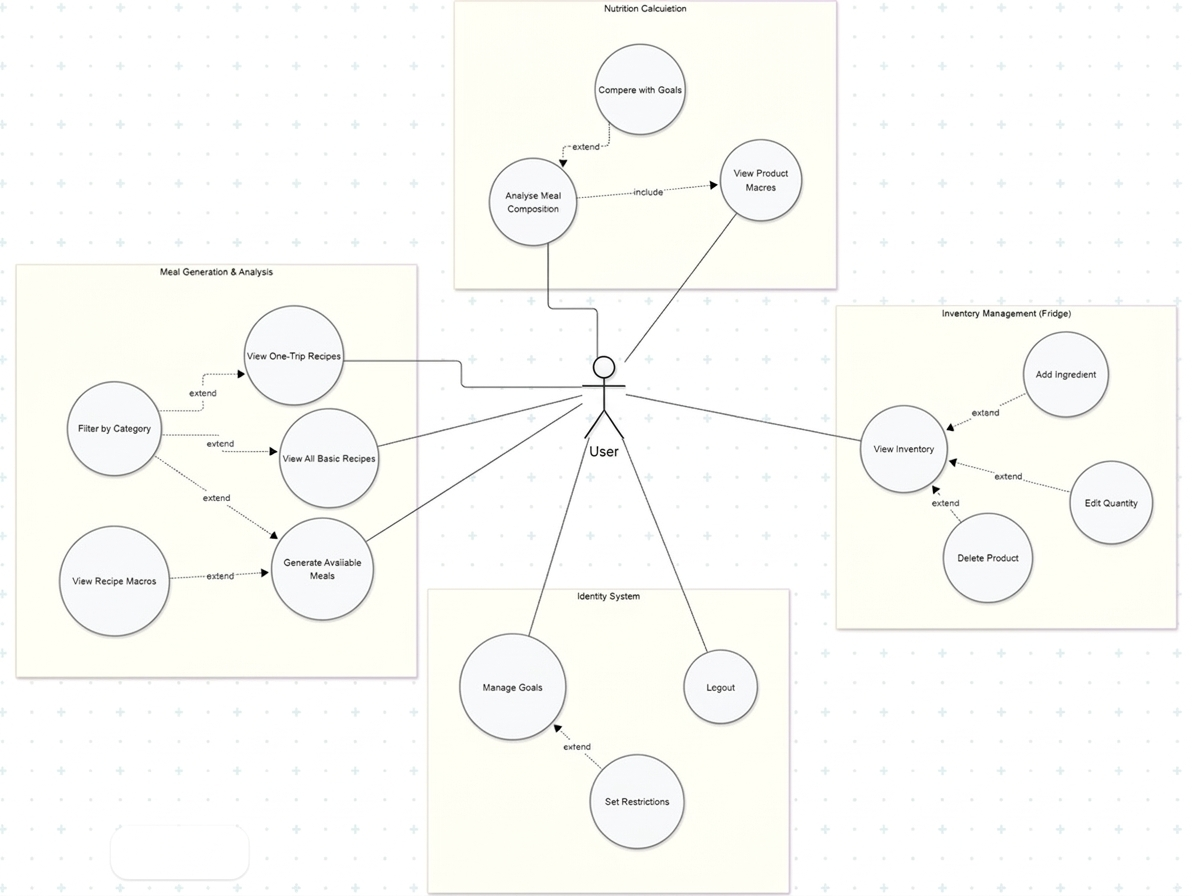 Nutrition Calcuietion
Compere with Goals
extend
Analyse Meal
Composition
include
View Product
Macres
Meal Generation & Analysis
View One-Trip Recipes
extend
Filter by Category
extend
View All Basic Recipes
extend
View Recipe Macros
extend
Generate Available
Meals
User
Inventory Management (Fridge)
Add Ingredient
extand
View Inventory
extend
Edit Quantity
extend
Delete Product
Identity System
Manage Goals
Logout
extend
Set Restrictions